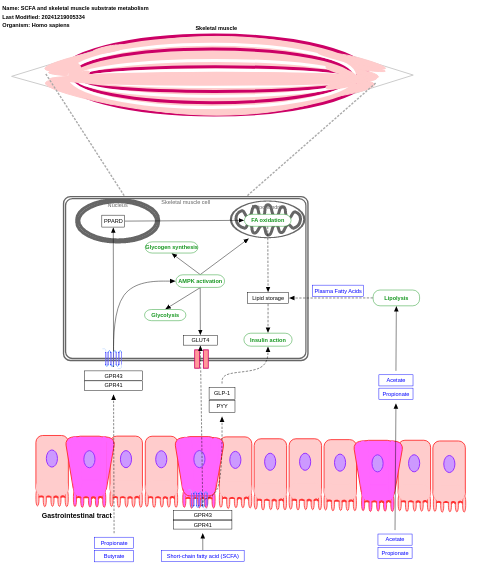 Name: SCFA and skeletal muscle substrate metabolism
Last Modified: 20241219005334
Organism: Homo sapiens
Skeletal muscle
Nucleus
Skeletal muscle cell
PPARD
FA oxidation
Glycogen synthesis
AMPK activation
Plasma Fatty Acids
Lipid storage
Lipolysis
Glycolysis
GLUT4
Insulin action
GPR43
GPR41
Acetate
Propionate
GLP-1
PYY
Gastrointestinal tract
GPR43
GPR41
Propionate
Butyrate
Short-chain fatty acid (SCFA)
Acetate
Propionate